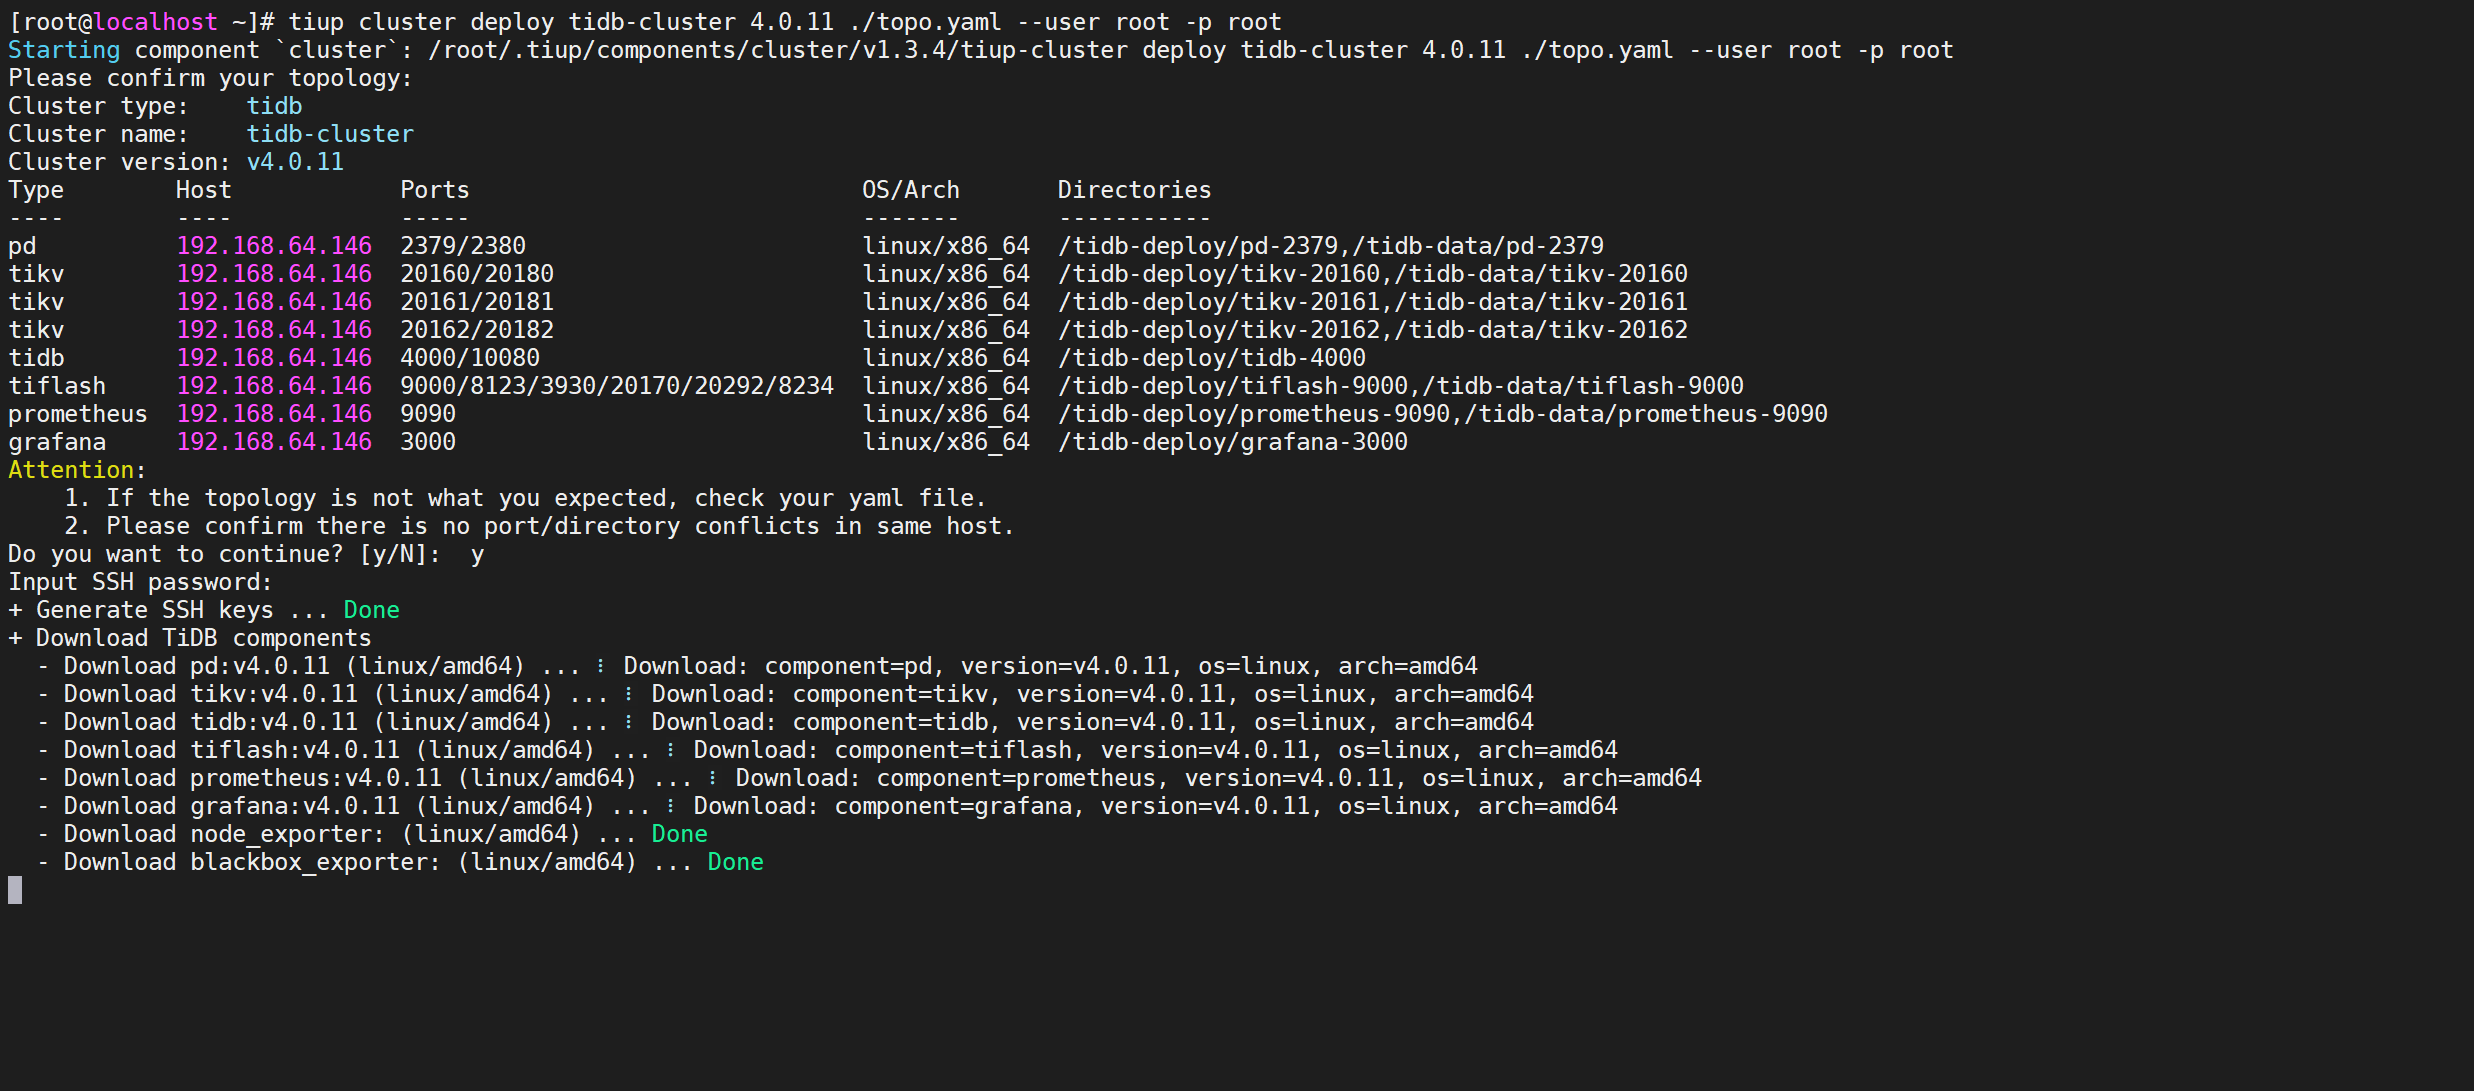 [root@localhost ~]# tiup cluster deploy tidb-cluster 4.0.11 ./topo.yaml --user root -p root
Starting component `cluster`: /root/.tiup/components/cluster/v1.3.4/tiup-cluster deploy tidb-cluster 4.0.11 ./topo.yaml --user root -p root
Please confirm your topology:
Cluster type:    tidb
Cluster name:    tidb-cluster
Cluster version: v4.0.11
Type        Host            Ports                            OS/Arch       Directories
----        ----            -----                            -------       -----------
pd          192.168.64.146  2379/2380                        linux/x86_64  /tidb-deploy/pd-2379,/tidb-data/pd-2379
tikv        192.168.64.146  20160/20180                      linux/x86_64  /tidb-deploy/tikv-20160,/tidb-data/tikv-20160
tikv        192.168.64.146  20161/20181                      linux/x86_64  /tidb-deploy/tikv-20161,/tidb-data/tikv-20161
tikv        192.168.64.146  20162/20182                      linux/x86_64  /tidb-deploy/tikv-20162,/tidb-data/tikv-20162
tidb        192.168.64.146  4000/10080                       linux/x86_64  /tidb-deploy/tidb-4000
tiflash     192.168.64.146  9000/8123/3930/20170/20292/8234  linux/x86_64  /tidb-deploy/tiflash-9000,/tidb-data/tiflash-9000
prometheus  192.168.64.146  9090                             linux/x86_64  /tidb-deploy/prometheus-9090,/tidb-data/prometheus-9090
grafana     192.168.64.146  3000                             linux/x86_64  /tidb-deploy/grafana-3000
Attention:
    1. If the topology is not what you expected, check your yaml file.
    2. Please confirm there is no port/directory conflicts in same host.
Do you want to continue? [y/N]:  y
Input SSH password:
+ Generate SSH keys ... Done
+ Download TiDB components
  - Download pd:v4.0.11 (linux/amd64) ... ⠸ Download: component=pd, version=v4.0.11, os=linux, arch=amd64
  - Download tikv:v4.0.11 (linux/amd64) ... ⠸ Download: component=tikv, version=v4.0.11, os=linux, arch=amd64
  - Download tidb:v4.0.11 (linux/amd64) ... ⠸ Download: component=tidb, version=v4.0.11, os=linux, arch=amd64
  - Download tiflash:v4.0.11 (linux/amd64) ... ⠸ Download: component=tiflash, version=v4.0.11, os=linux, arch=amd64
  - Download prometheus:v4.0.11 (linux/amd64) ... ⠸ Download: component=prometheus, version=v4.0.11, os=linux, arch=amd64
  - Download grafana:v4.0.11 (linux/amd64) ... ⠸ Download: component=grafana, version=v4.0.11, os=linux, arch=amd64
  - Download node_exporter: (linux/amd64) ... Done
  - Download blackbox_exporter: (linux/amd64) ... Done